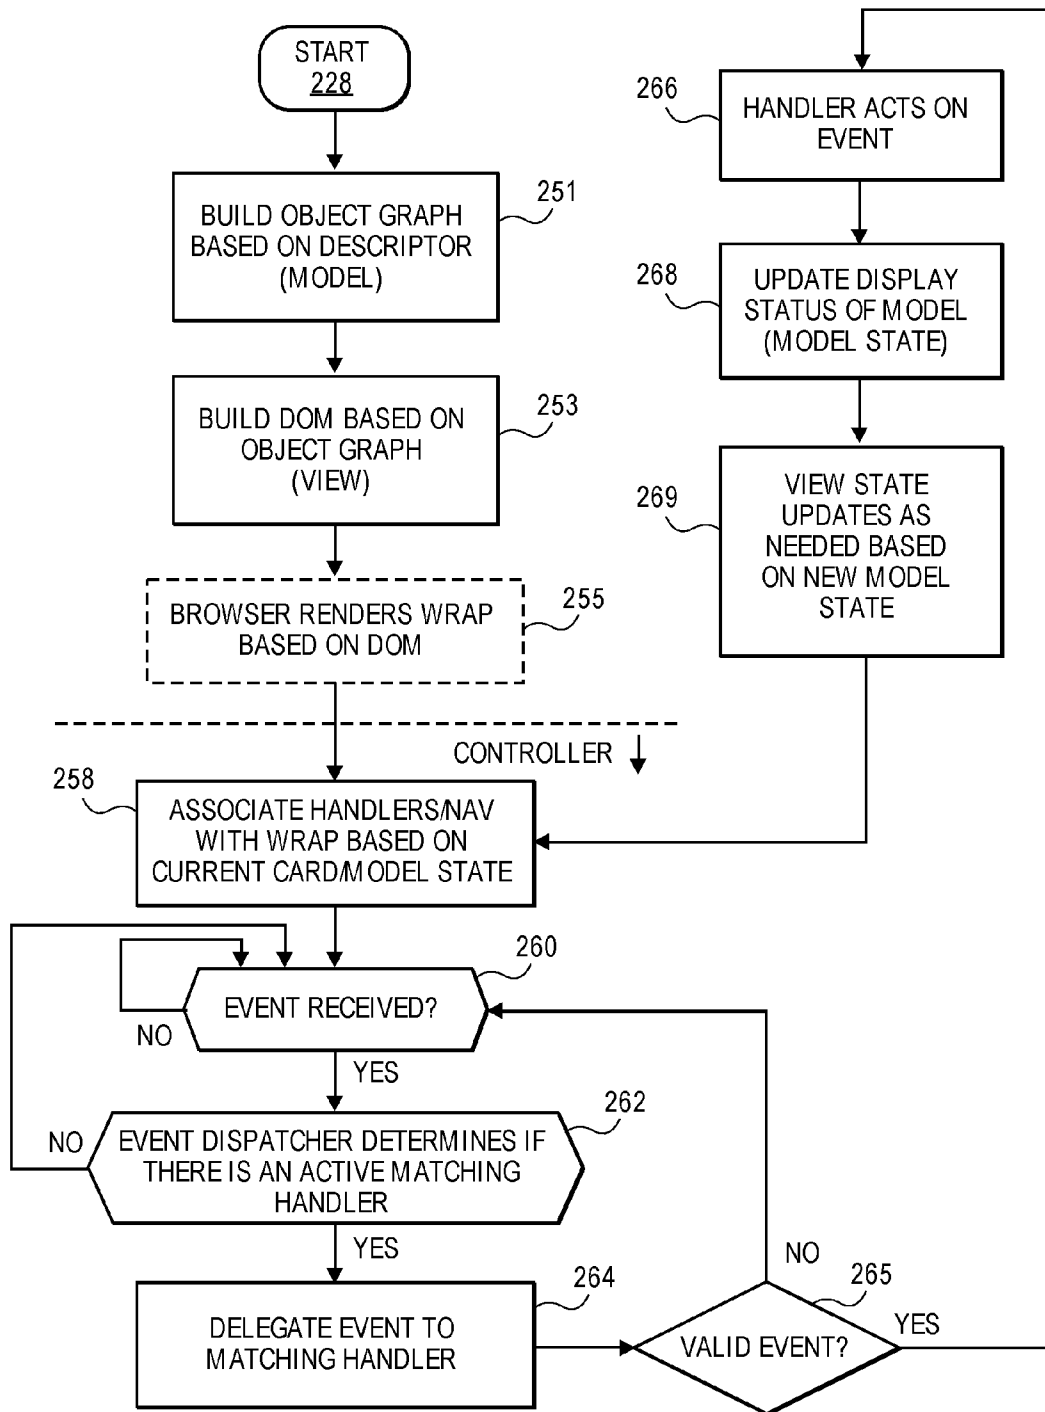 START
228
251
BUILD OBJECT GRAPH
BASED ON DESCRIPTOR
(MODEL)
253
BUILD DOM BASED ON
OBJECT GRAPH
(VIEW)
255
BROWSER RENDERS WRAP
BASED ON DOM
CONTROLLER
258
ASSOCIATE HANDLERS/NAV
WITH WRAP BASED ON
CURRENT CARD/MODEL STATE
260
EVENT RECEIVED?
NO
YES
262
NO
EVENT DISPATCHER DETERMINES IF
THERE IS AN ACTIVE MATCHING
HANDLER
YES
264
DELEGATE EVENT TO
MATCHING HANDLER
265
VALID EVENT?
NO
YES
266
HANDLER ACTS ON
EVENT
268
UPDATE DISPLAY
STATUS OF MODEL
(MODEL STATE)
269
VIEW STATE
UPDATES AS
NEEDED BASED
ON NEW MODEL
STATE